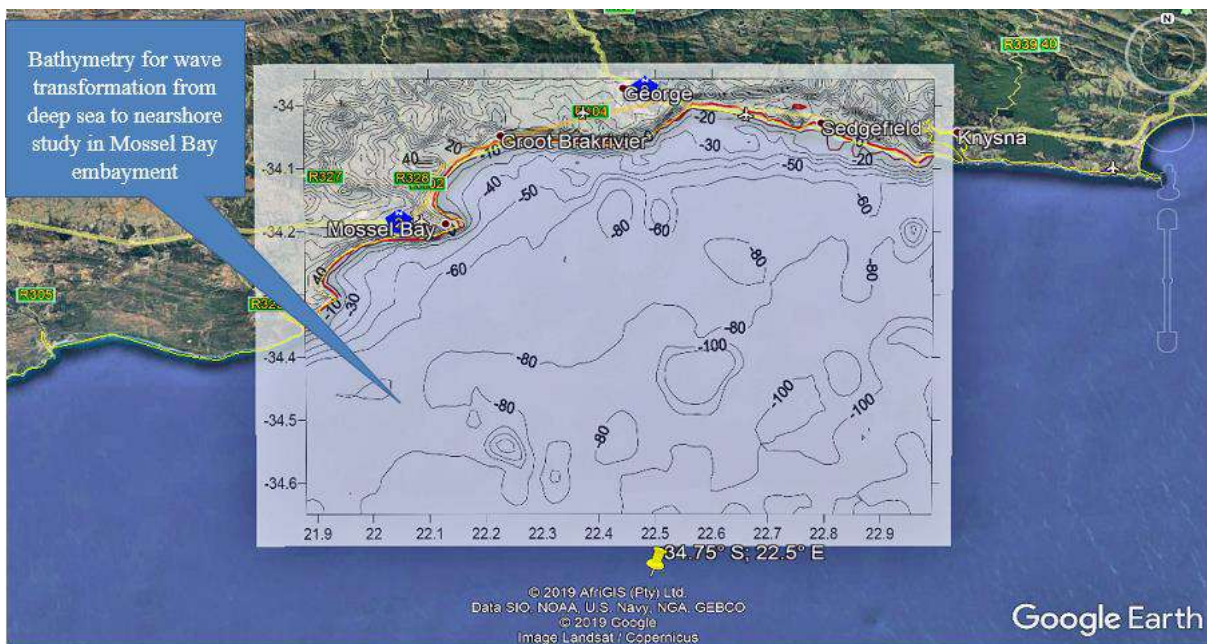 Bathymetry for wave
transformation from
deep sea to nearshore
study in Mossel Bay
embayment
N
R339 40
George
-34
-20
Sedgefield
Knysna
Groot Brakrivier
20
-10
-30
-20
-50
40
-34.1
R327
R328
-40
-50
-60
Mossel Bay
-34.2
-80
-60
-80
-80
-60
40
R305
-10
-30
-80
-100
-34.4
-80
-80
-100
-100
-34.5
-80
-34.6
21.9 22 22.1 22.2 22.3 22.4 22.5 22.6 22.7 22.8 22.9
34.75° S; 22.5° E
© 2019 AfriGIS (Pty) Ltd.
Data SIO, NOAA, U.S. Navy, NGA, GEBCO
© 2019 Google
Image Landsat / Copernicus
Google Earth